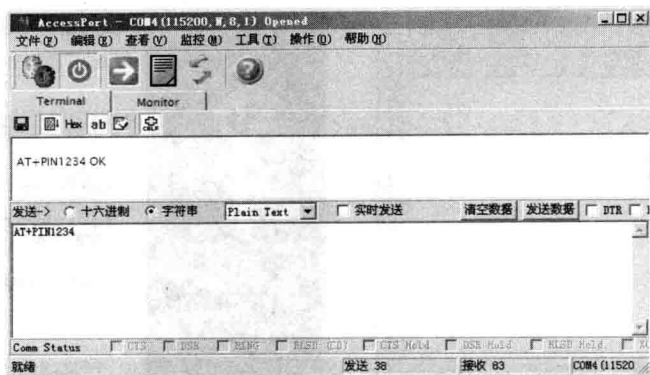 AccessPort - COM4(115200,N,8,1) Opened
文件(F) 编辑(E) 查看(V) 监控(M) 工具(T) 操作(O) 帮助(H)
Terminal Monitor
Hex ab
AT+PIN1234 OK
发送-> 十六进制 字符串 Plain Text 实时发送 清空数据 发送数据 DTR
AT+PIN1234
Comm Status CTS DSR RING RLSD (CD) CTS Hold DSR Hold RLSD Hold
就绪 发送 38 接收 83 COM4 (11520